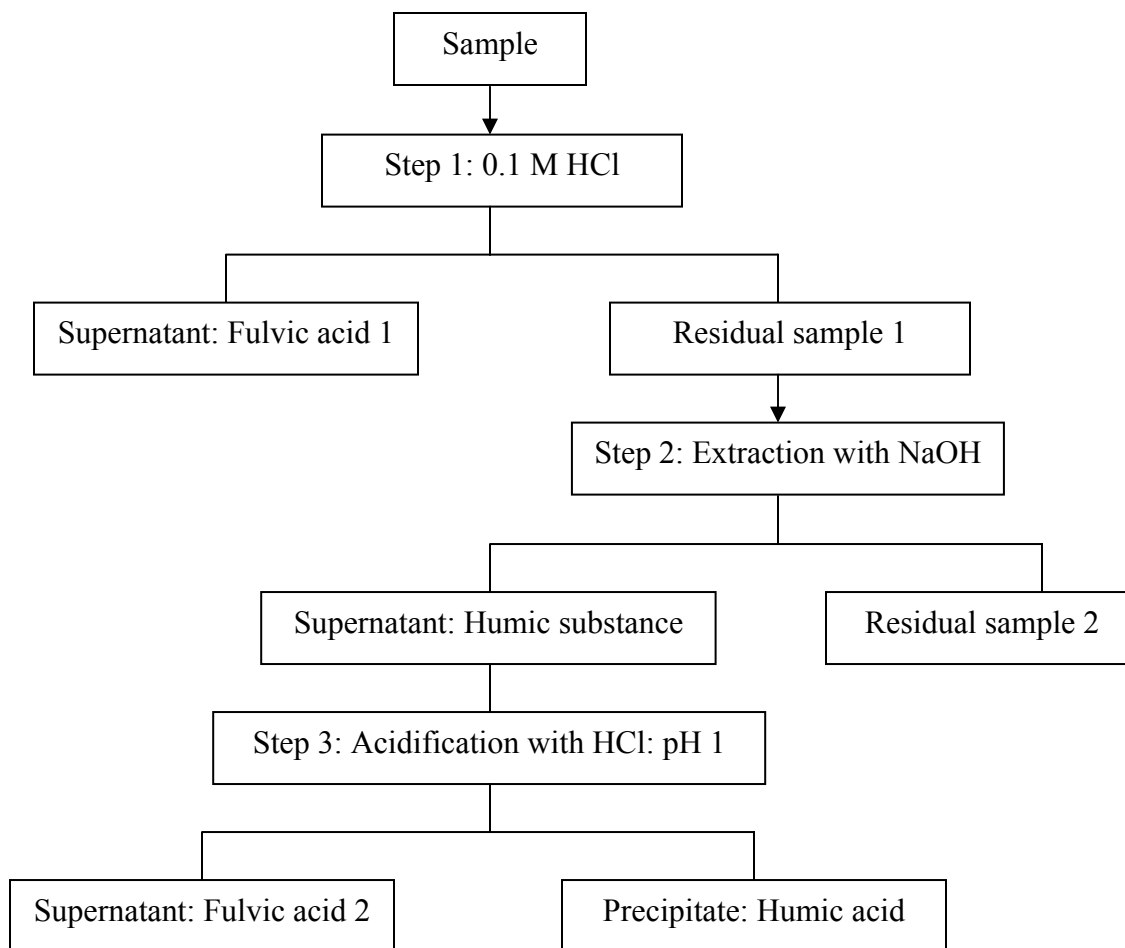 Sample
Step 1: 0.1 M HCl
Supernatant: Fulvic acid 1
Residual sample 1
Step 2: Extraction with NaOH
Supernatant: Humic substance
Residual sample 2
Step 3: Acidification with HCl: pH 1
Supernatant: Fulvic acid 2
Precipitate: Humic acid